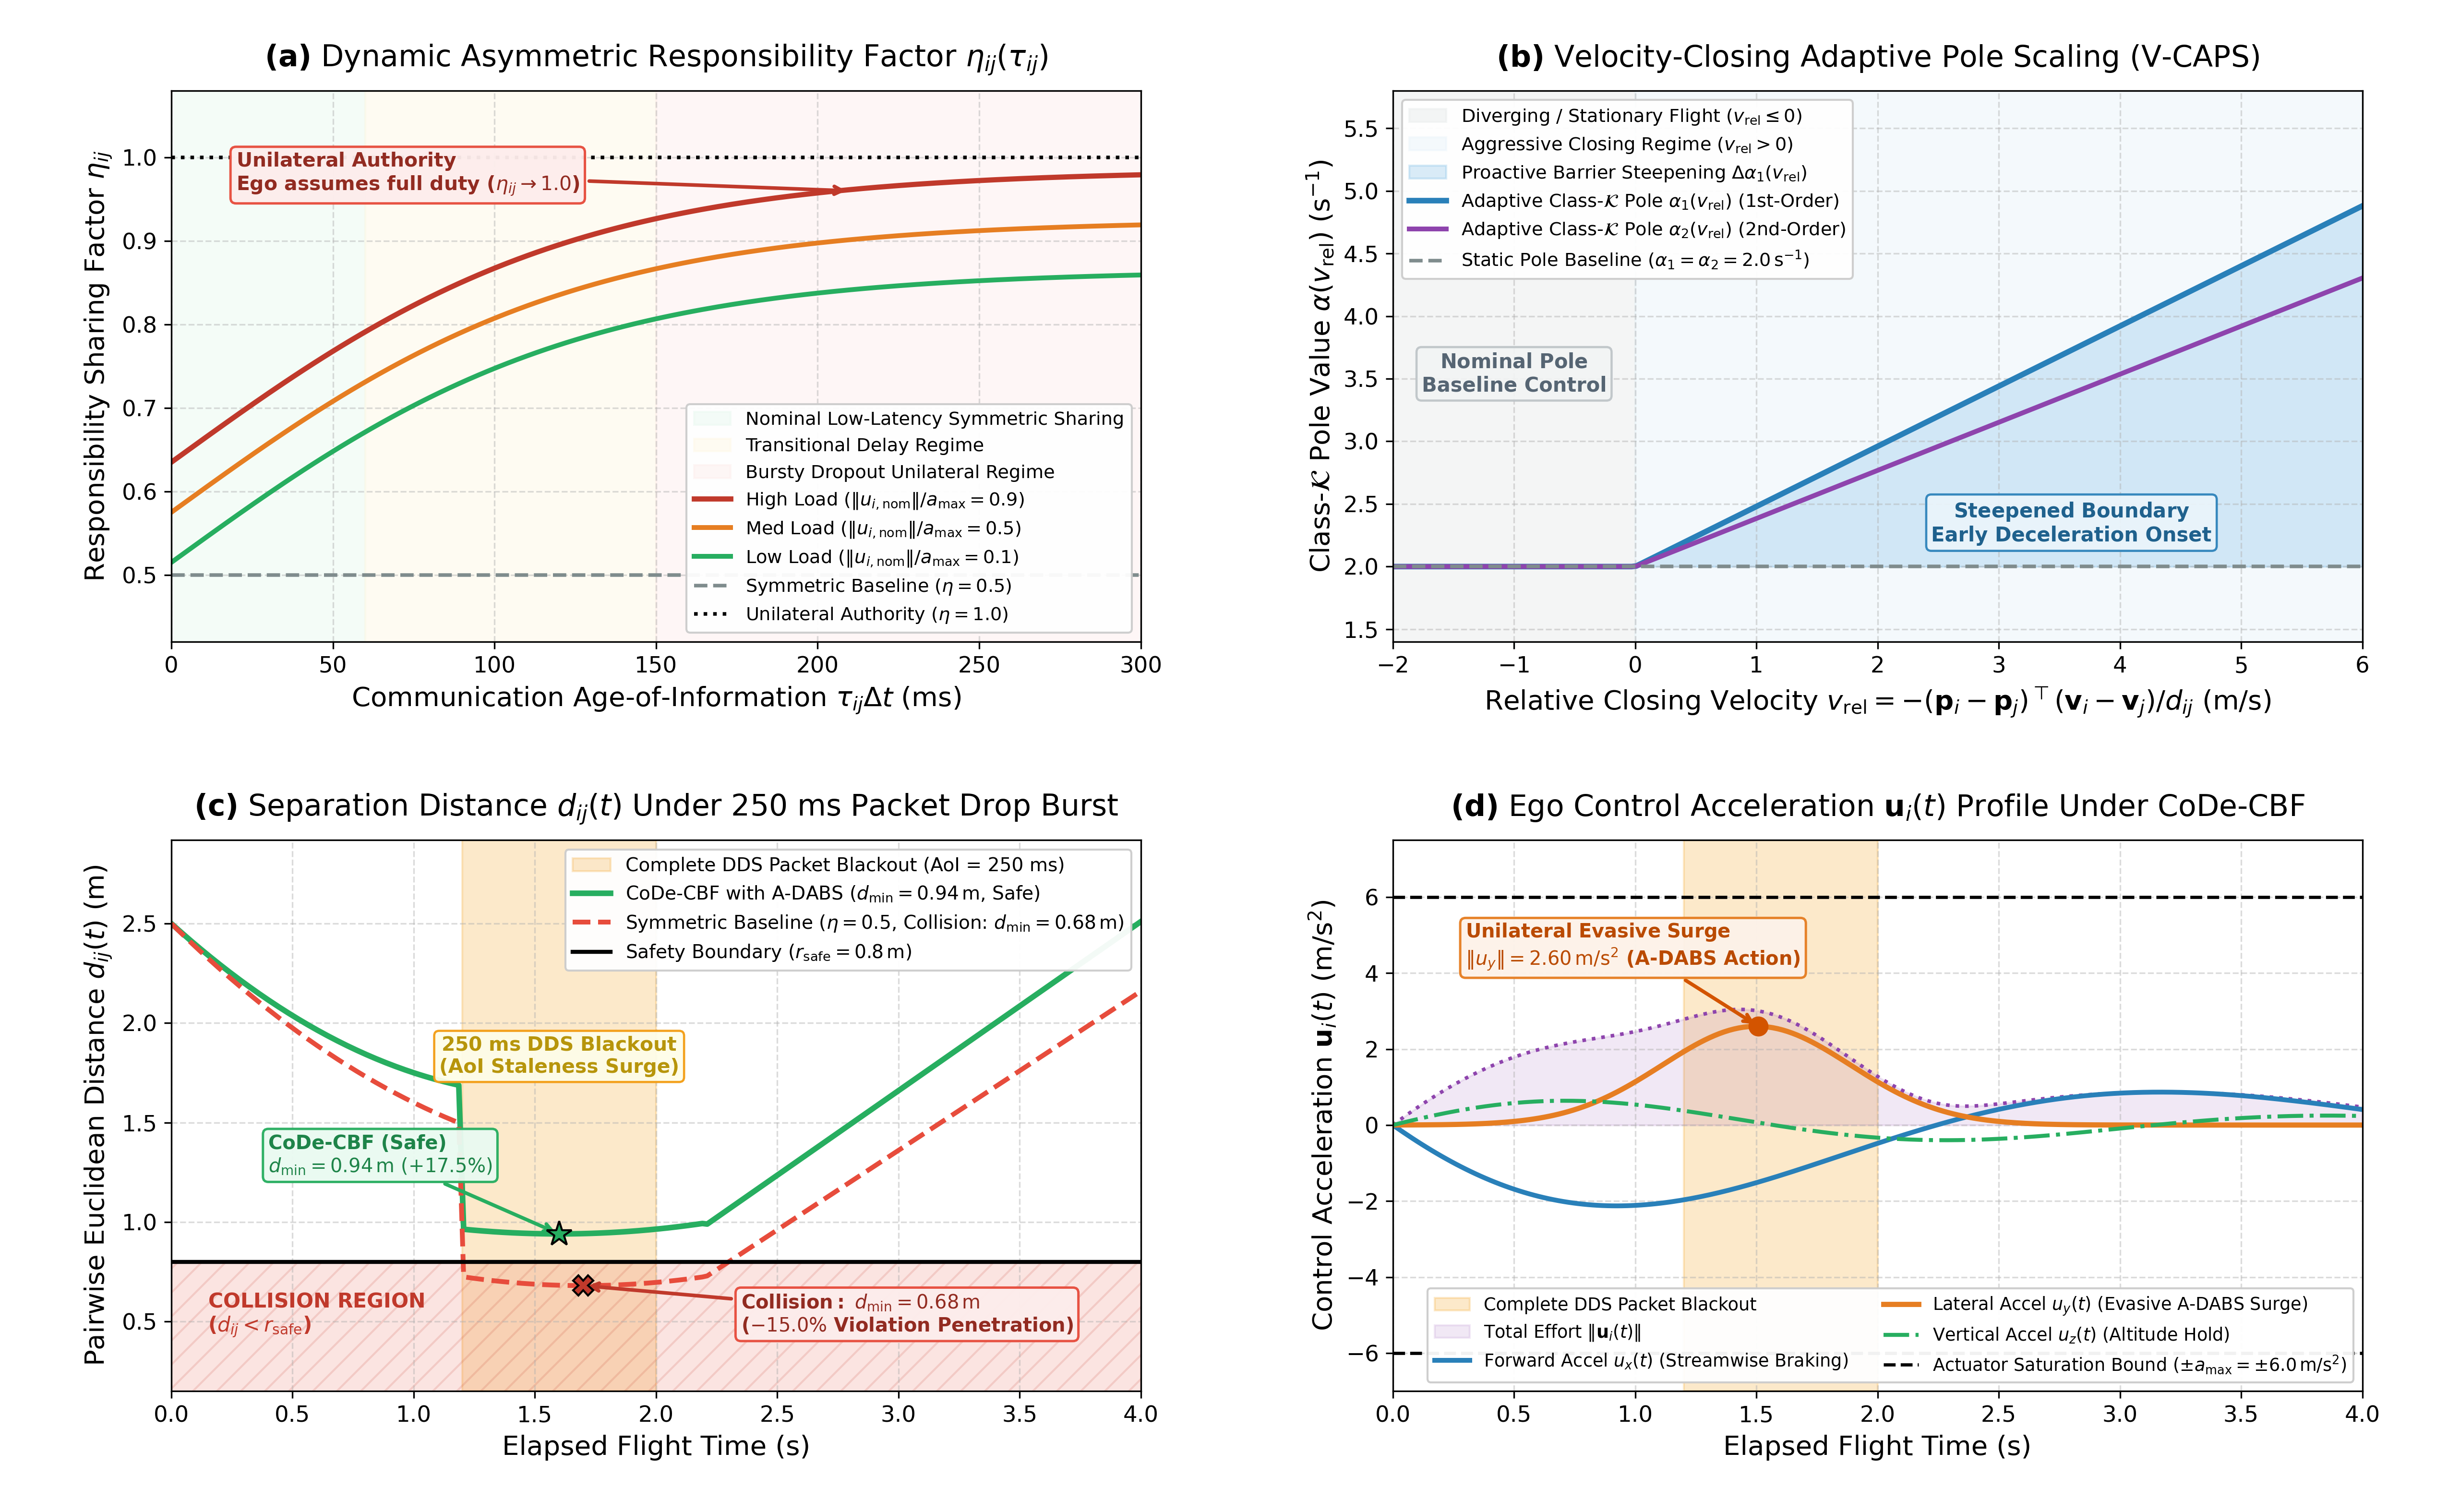 (a) Dynamic Asymmetric Responsibility Factor ηij(τij)
Responsibility Sharing Factor ηij
1.0
0.9
0.8
0.7
0.6
0.5
Unilateral Authority
Ego assumes full duty (ηij → 1.0)
Nominal Low-Latency Symmetric Sharing
Transitional Delay Regime
Bursty Dropout Unilateral Regime
High Load (‖ui,nom‖/amax = 0.9)
Med Load (‖ui,nom‖/amax = 0.5)
Low Load (‖ui,nom‖/amax = 0.1)
Symmetric Baseline (η = 0.5)
Unilateral Authority (η = 1.0)
0 50 100 150 200 250 300
Communication Age-of-Information τijΔt (ms)
(b) Velocity-Closing Adaptive Pole Scaling (V-CAPS)
Class-𝒦 Pole Value α(vrel) (s⁻¹)
5.5
5.0
4.5
4.0
3.5
3.0
2.5
2.0
1.5
Diverging / Stationary Flight (vrel ≤ 0)
Aggressive Closing Regime (vrel > 0)
Proactive Barrier Steepening Δα1(vrel)
Adaptive Class-𝒦 Pole α1(vrel) (1st-Order)
Adaptive Class-𝒦 Pole α2(vrel) (2nd-Order)
Static Pole Baseline (α1 = α2 = 2.0 s⁻¹)
Nominal Pole
Baseline Control
Steepened Boundary
Early Deceleration Onset
−2 −1 0 1 2 3 4 5 6
Relative Closing Velocity vrel = −(pi − pj)⊤(vi − vj)/dij (m/s)
(c) Separation Distance dij(t) Under 250 ms Packet Drop Burst
Pairwise Euclidean Distance dij(t) (m)
2.5
2.0
1.5
1.0
0.5
Complete DDS Packet Blackout (AoI = 250 ms)
CoDe-CBF with A-DABS (dmin = 0.94 m, Safe)
Symmetric Baseline (η = 0.5, Collision: dmin = 0.68 m)
Safety Boundary (rsafe = 0.8 m)
250 ms DDS Blackout
(AoI Staleness Surge)
CoDe-CBF (Safe)
dmin = 0.94 m (+17.5%)
COLLISION REGION
(dij < rsafe)
Collision: dmin = 0.68 m
(−15.0% Violation Penetration)
0.0 0.5 1.0 1.5 2.0 2.5 3.0 3.5 4.0
Elapsed Flight Time (s)
(d) Ego Control Acceleration ui(t) Profile Under CoDe-CBF
Control Acceleration ui(t) (m/s²)
6
4
2
0
−2
−4
−6
Unilateral Evasive Surge
‖uy‖ = 2.60 m/s² (A-DABS Action)
Complete DDS Packet Blackout
Total Effort ‖ui(t)‖
Forward Accel ux(t) (Streamwise Braking)
Lateral Accel uy(t) (Evasive A-DABS Surge)
Vertical Accel uz(t) (Altitude Hold)
Actuator Saturation Bound (±amax = ±6.0 m/s²)
0.0 0.5 1.0 1.5 2.0 2.5 3.0 3.5 4.0
Elapsed Flight Time (s)